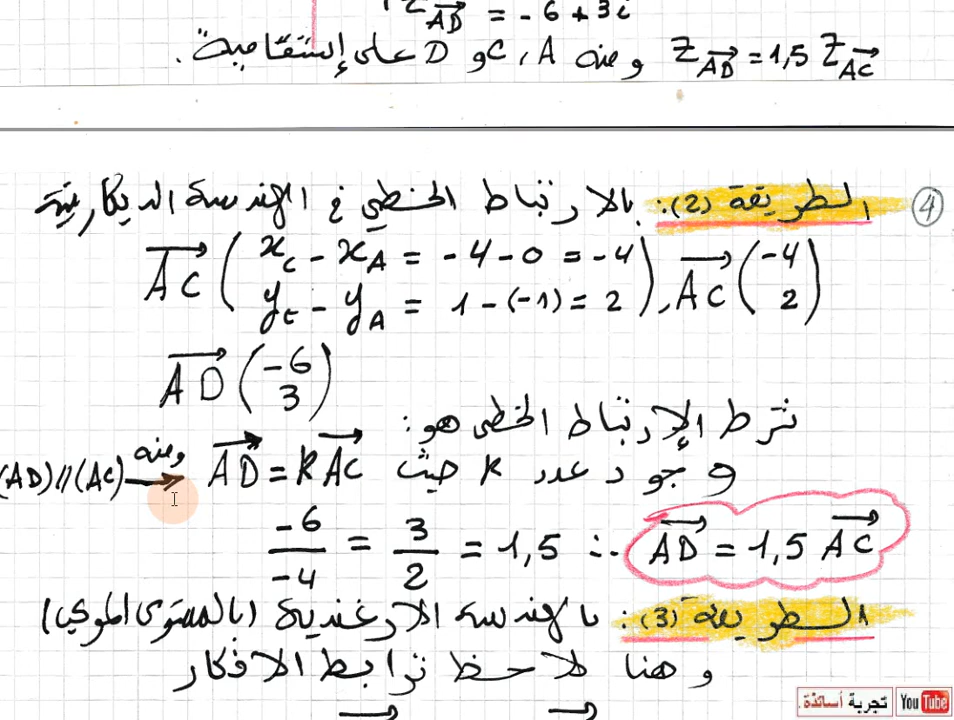 Z_AD = - 6 + 3i
Z_AD = 1,5 Z_AC ومنه A ، C و D على إستقامية .
④ الطريقة (2): بالارتباط الخطي في الهندسة الديكارتية
AC ( x_C - x_A = -4 - 0 = -4 ) , AC ( -4 )
( y_C - y_A = 1 - (-1) = 2 ) ( 2 )
AD ( -6 )
( 3 )
شرط الإرتباط الخطي هو:
وجود عدد k حيث AD = k AC ومنه (AD) // (AC)
-6/-4 = 3/2 = 1,5 ∴ AD = 1,5 AC
الطريقة (3): بالهندسة الارغندية (بالمستوى المركب)
وهنا لاحظ ترابط الافكار
تجربة أساتذة. YouTube